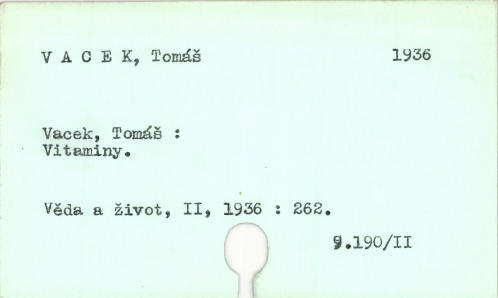 V A C E K, Tomáš 1936
Vacek, Tomáš :
Vitaminy.
Věda a život, II, 1936 : 262.
9.190/II